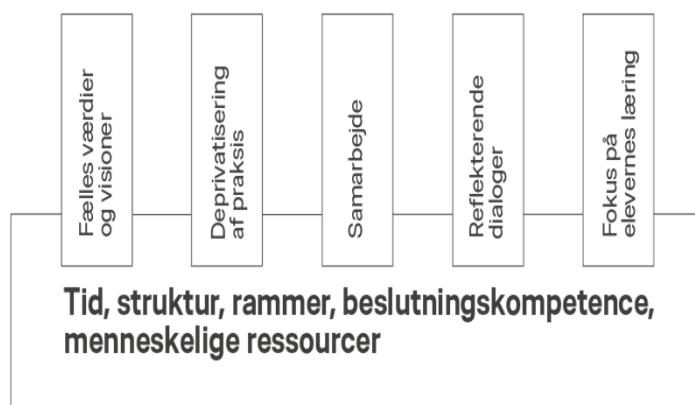 Fælles værdier
og visioner
Deprivatisering
af praksis
Samarbejde
Reflekterende
dialoger
Fokus på
elevernes læring
Tid, struktur, rammer, beslutningskompetence,
menneskelige ressourcer